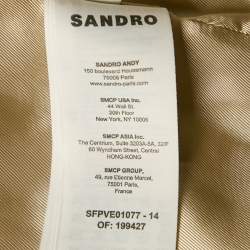 SANDRO
SANDRO ANDY
150 boulevard Haussmann
75008 Paris
www.sandro-paris.com
SMCP USA Inc.
44 Wall St.
30th Floor
New York, NY 10005
SMCP ASIA Inc.
The Centrium, Suite 3203A-5A, 32/F
60 Wyndham Street, Central
HONG-KONG
SMCP GROUP,
49, rue Etienne Marcel,
75001 Paris,
France
SFPVE01077 - 14
OF: 199427